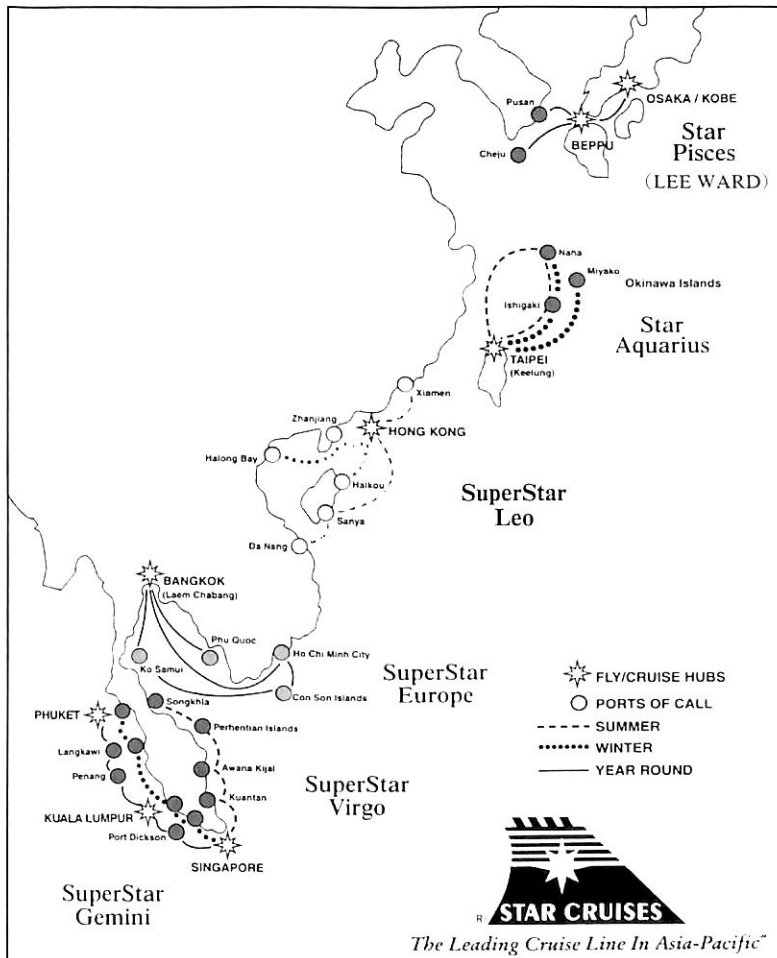 OSAKA / KOBE
Pusan
BEPPU
Cheju
Star
Pisces
(LEE WARD)
Naha
Miyako
Okinawa Islands
Ishigaki
Star
Aquarius
TAIPEI
(Keelung)
Xiamen
Zhanjiang
HONG KONG
Halong Bay
Haikou
SuperStar
Leo
Sanya
Da Nang
BANGKOK
(Laem Chabang)
Phu Quoc
Ho Chi Minh City
Ko Samui
SuperStar
Europe
Con Son Islands
Songkhla
PHUKET
Perhentian Islands
Langkawi
Awana Kijal
Penang
SuperStar
Virgo
Kuantan
KUALA LUMPUR
Port Dickson
SINGAPORE
SuperStar
Gemini
FLY/CRUISE HUBS
PORTS OF CALL
SUMMER
WINTER
YEAR ROUND
R STAR CRUISES
The Leading Cruise Line In Asia-Pacific℠